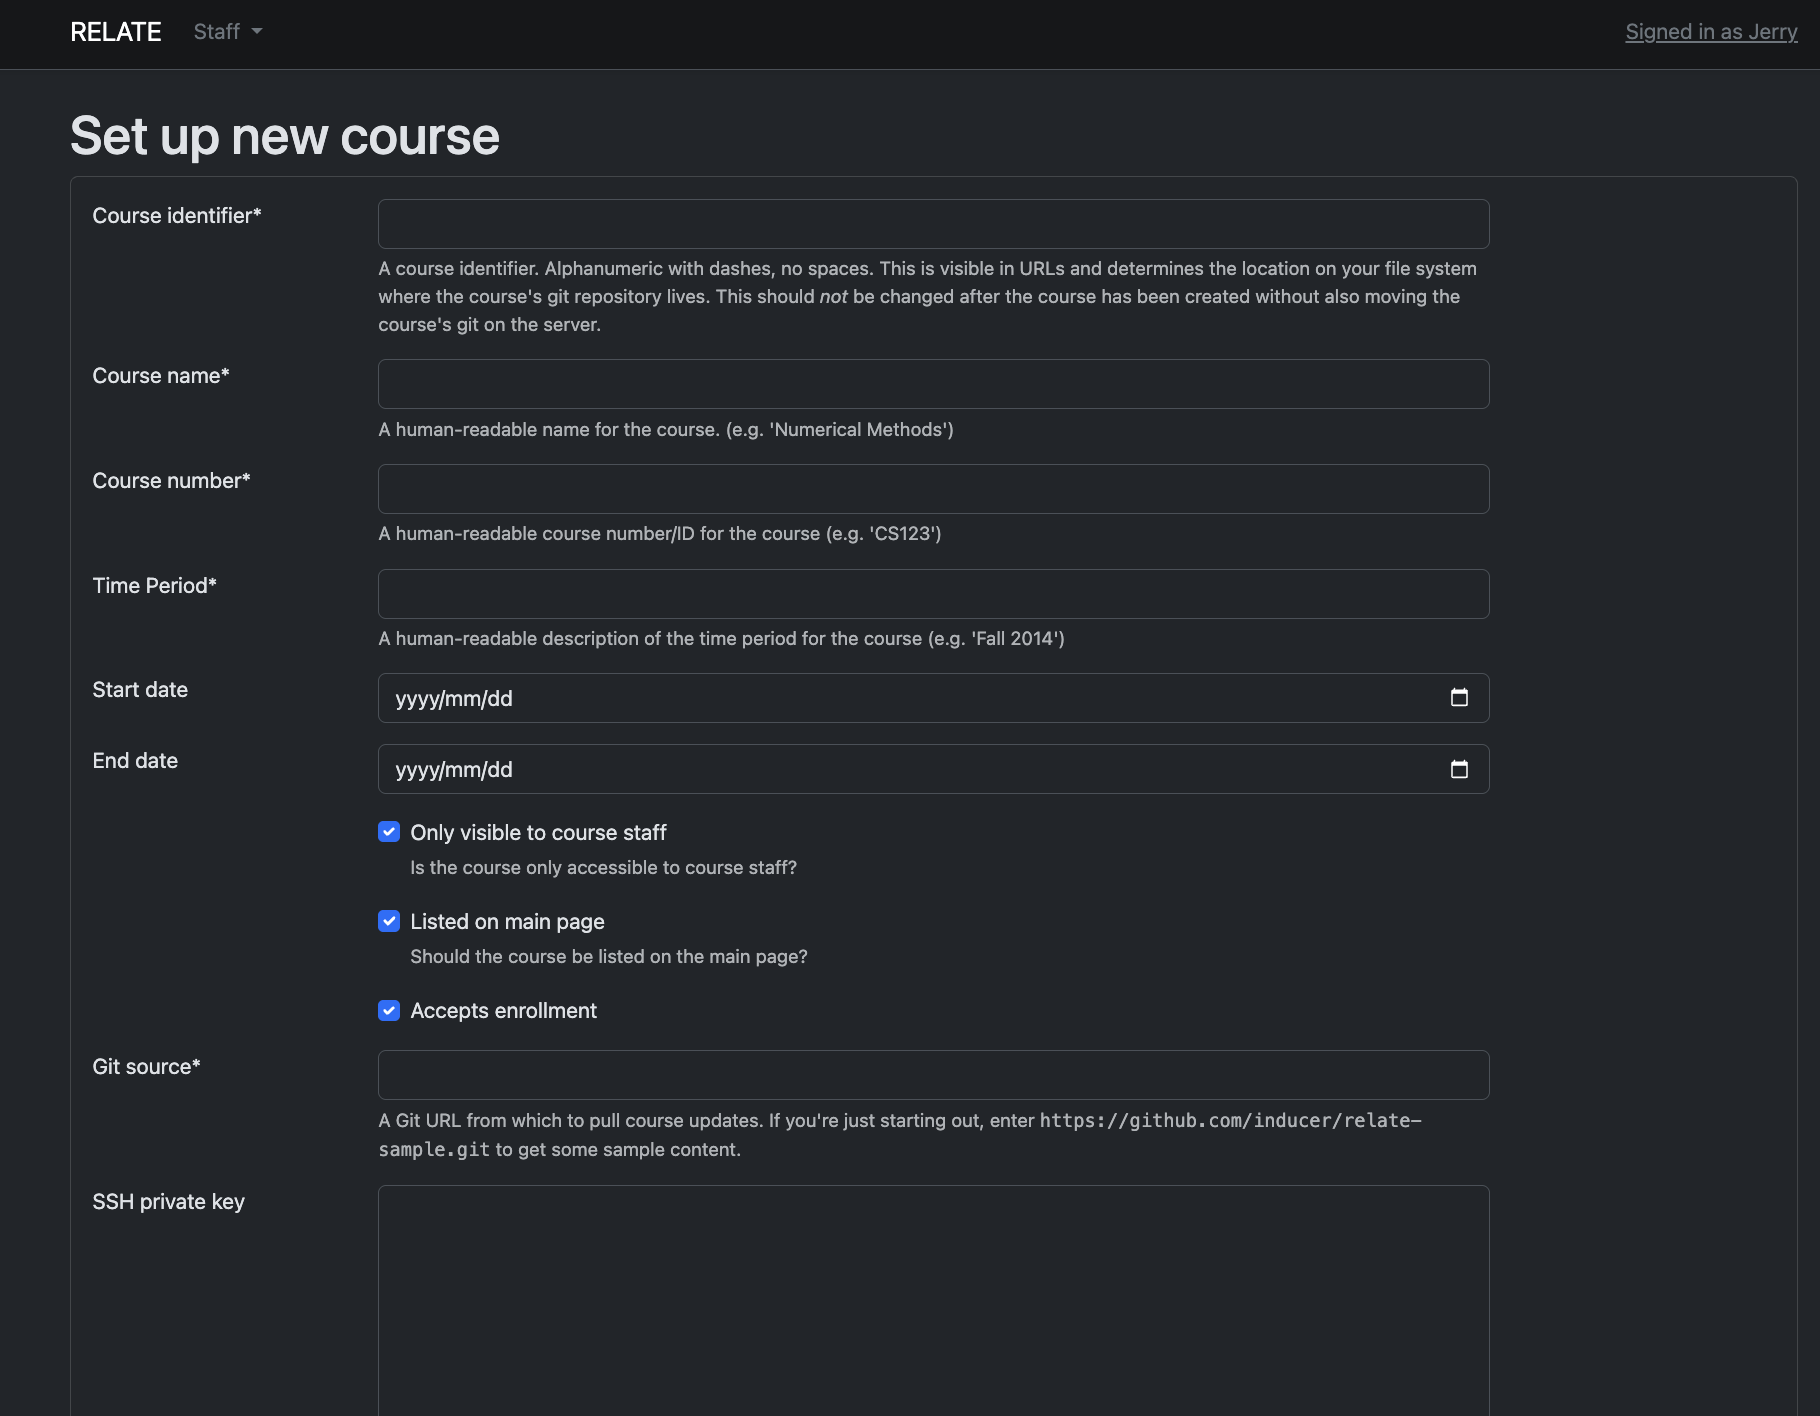 RELATE Staff Signed in as Jerry
Set up new course
Course identifier*
A course identifier. Alphanumeric with dashes, no spaces. This is visible in URLs and determines the location on your file system
where the course's git repository lives. This should not be changed after the course has been created without also moving the
course's git on the server.
Course name*
A human-readable name for the course. (e.g. 'Numerical Methods')
Course number*
A human-readable course number/ID for the course (e.g. 'CS123')
Time Period*
A human-readable description of the time period for the course (e.g. 'Fall 2014')
Start date
yyyy/mm/dd
End date
yyyy/mm/dd
Only visible to course staff
Is the course only accessible to course staff?
Listed on main page
Should the course be listed on the main page?
Accepts enrollment
Git source*
A Git URL from which to pull course updates. If you're just starting out, enter https://github.com/inducer/relate-
sample.git to get some sample content.
SSH private key